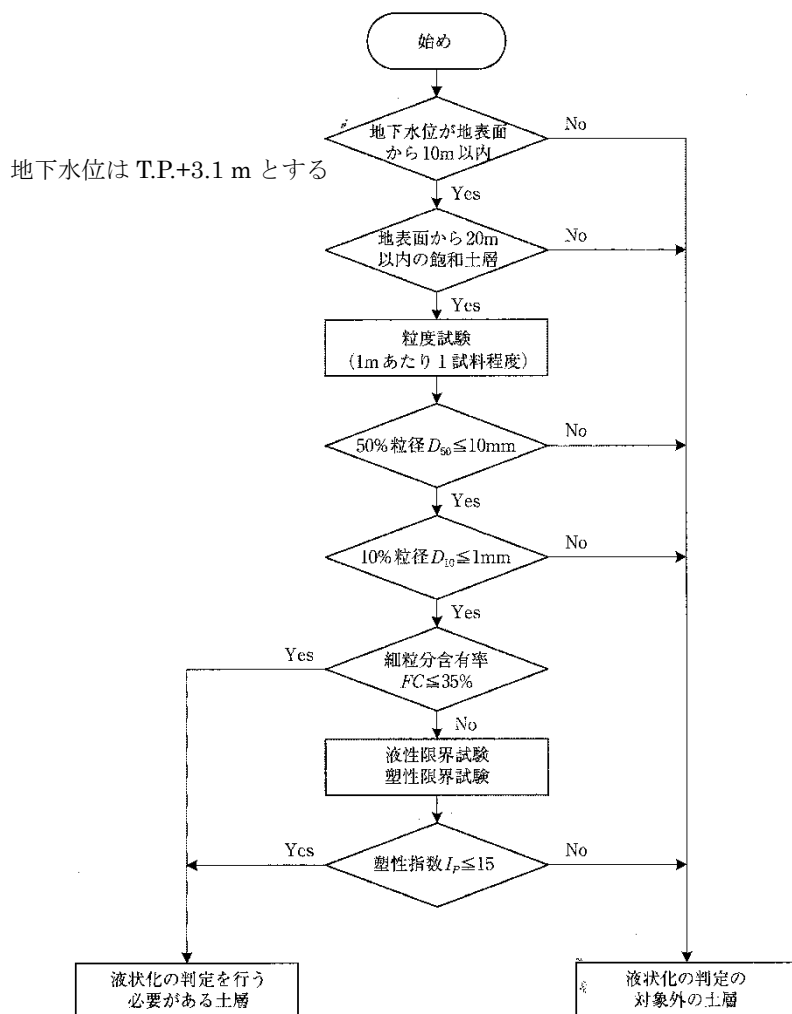 始め
地下水位が地表面
から10m以内
No
地下水位は T.P.+3.1 m とする
Yes
地表面から20m
以内の飽和土層
No
Yes
粒度試験
（1mあたり1試料程度）
50%粒径D50≦10mm
No
Yes
10%粒径D10≦1mm
No
Yes
Yes
細粒分含有率
FC≦35%
No
液性限界試験
塑性限界試験
Yes
塑性指数IP≦15
No
液状化の判定を行う
必要がある土層
液状化の判定の
対象外の土層